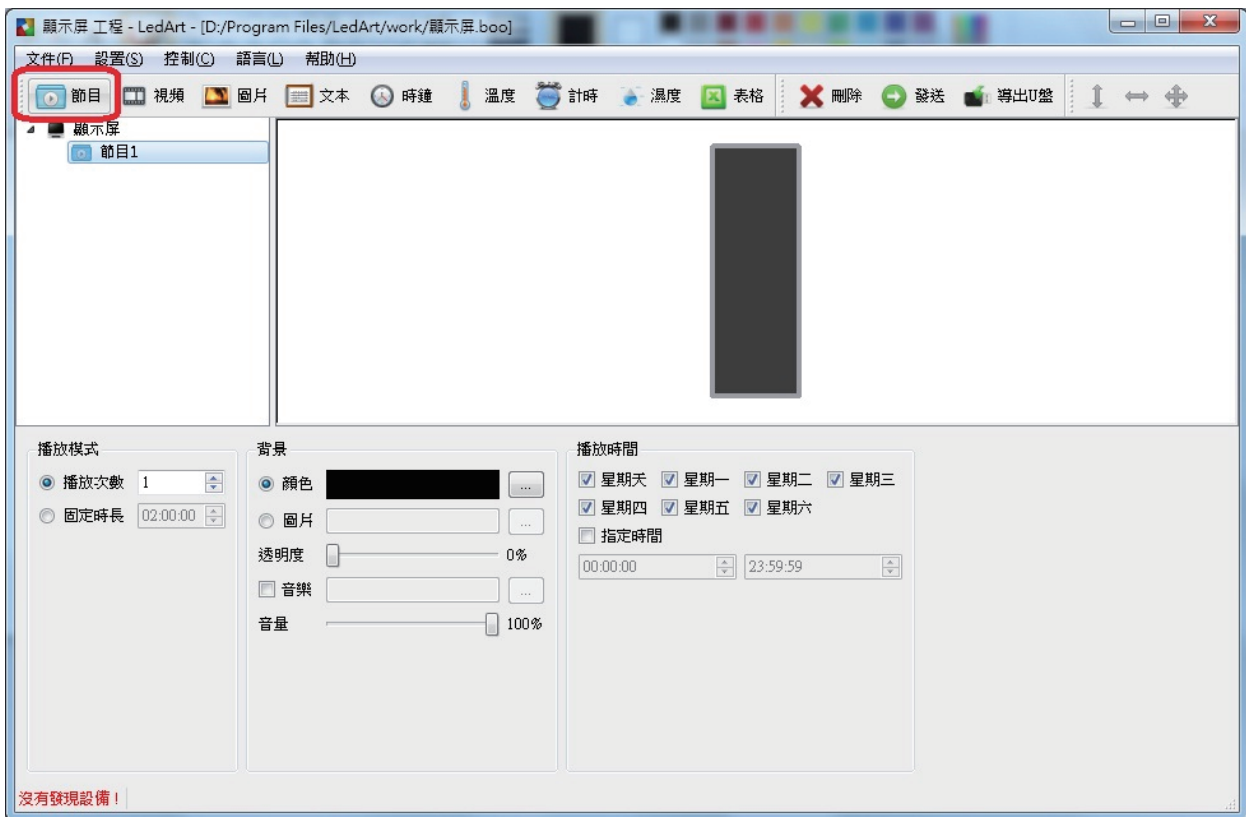 顯示屏 工程 - LedArt - [D:/Program Files/LedArt/work/顯示屏.boo]
文件(F) 設置(S) 控制(C) 語言(L) 幫助(H)
節目 視頻 圖片 文本 時鐘 溫度 計時 濕度 表格 刪除 發送 導出U盤
顯示屏
節目1
播放模式
播放次數 1
固定時長 02:00:00
背景
顏色 ...
圖片 ...
透明度 0%
音樂 ...
音量 100%
播放時間
星期天 星期一 星期二 星期三
星期四 星期五 星期六
指定時間
00:00:00 23:59:59
沒有發現設備！